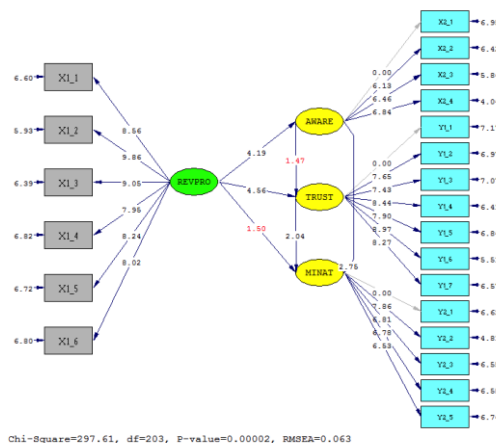 X2_1
6.60 X1_1 X2_2
0.00 X2_3
8.56 6.13
6.46 X2_4
5.93 X1_2 6.84
AWARE Y1_1
9.86 4.19 0.00 Y1_2
1.47 7.65
6.39 X1_3 9.05 7.43 Y1_3
REVPRO 4.56 TRUST 8.44 Y1_4
7.95 7.90
6.82 X1_4 1.50 8.97 Y1_5
8.24 2.04 8.27 Y1_6
8.02 Y1_7
6.72 X1_5 MINAT 2.75
0.00 Y2_1
7.86 Y2_2
6.81
6.80 X1_6 6.78 Y2_3
6.53 Y2_4
Y2_5
Chi-Square=297.61, df=203, P-value=0.00002, RMSEA=0.063